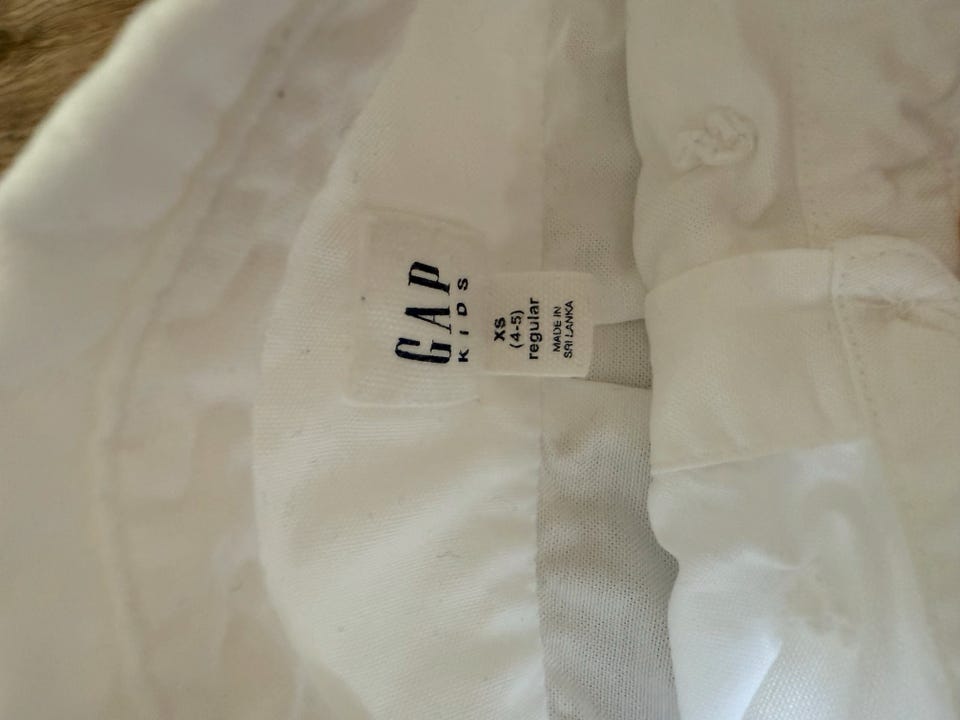 GAP
KIDS
XS
(4-5)
regular
MADE IN
SRI LANKA